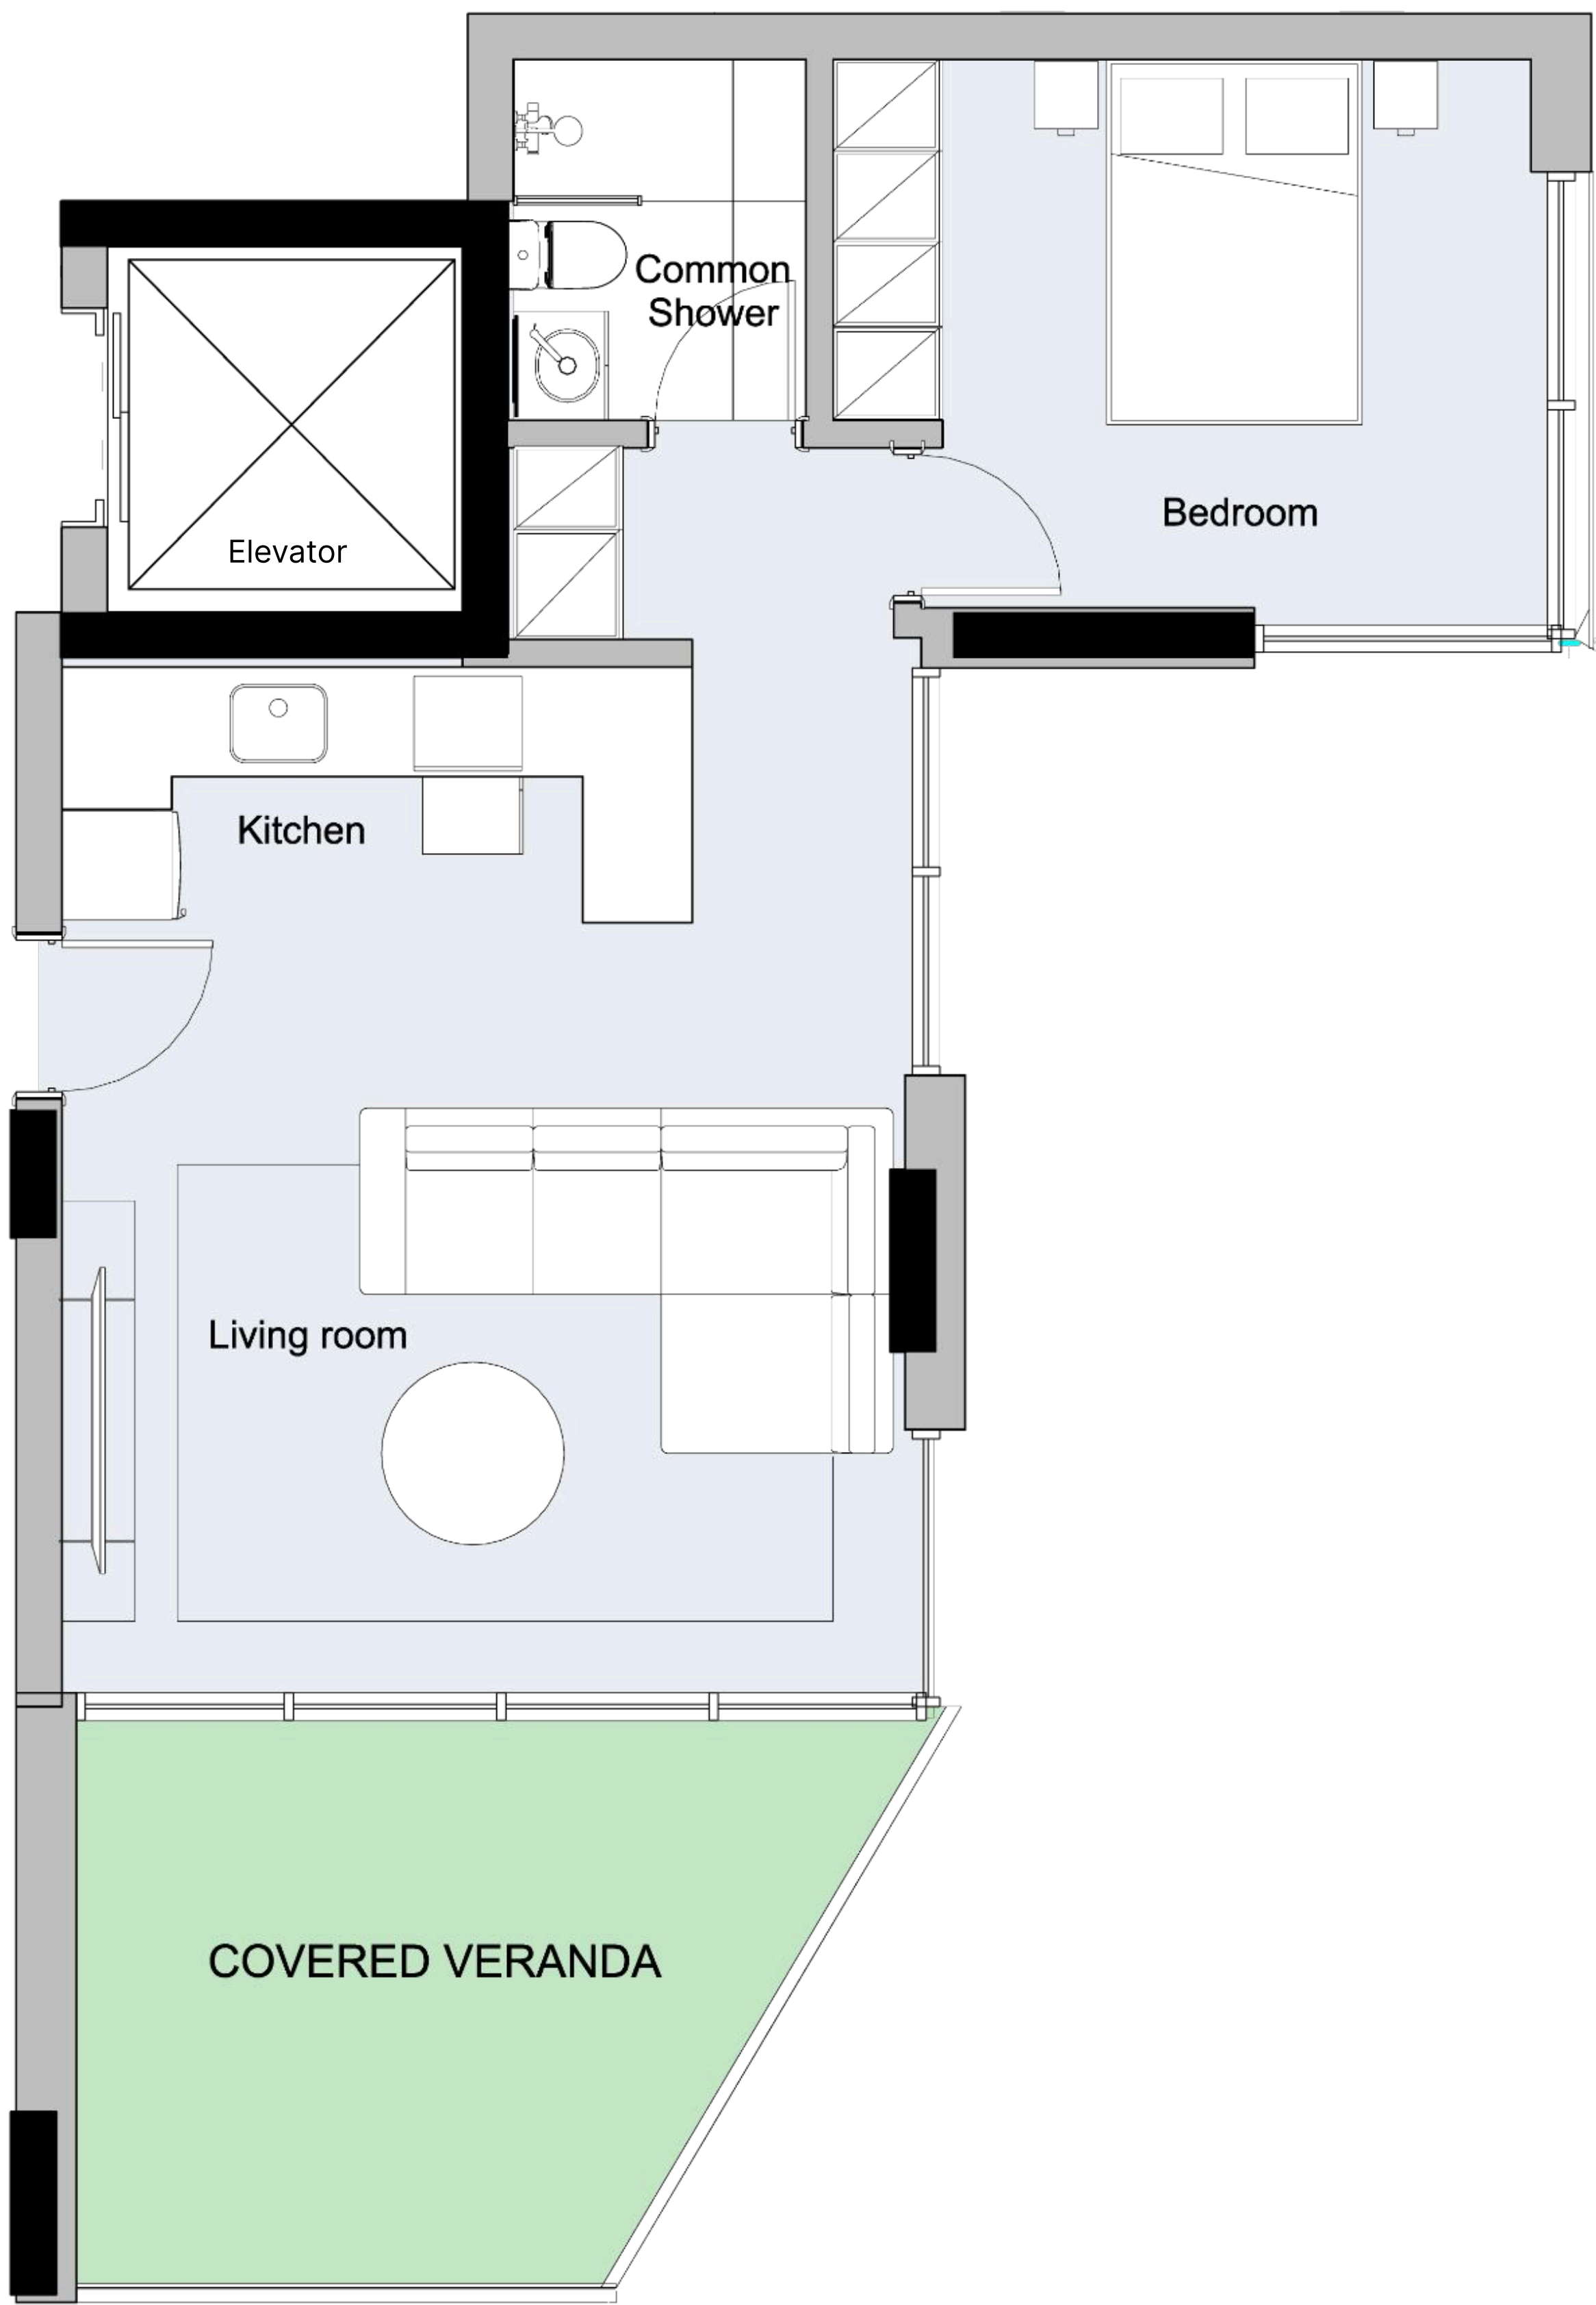 Common
Shower
Bedroom
Elevator
Kitchen
Living room
COVERED VERANDA